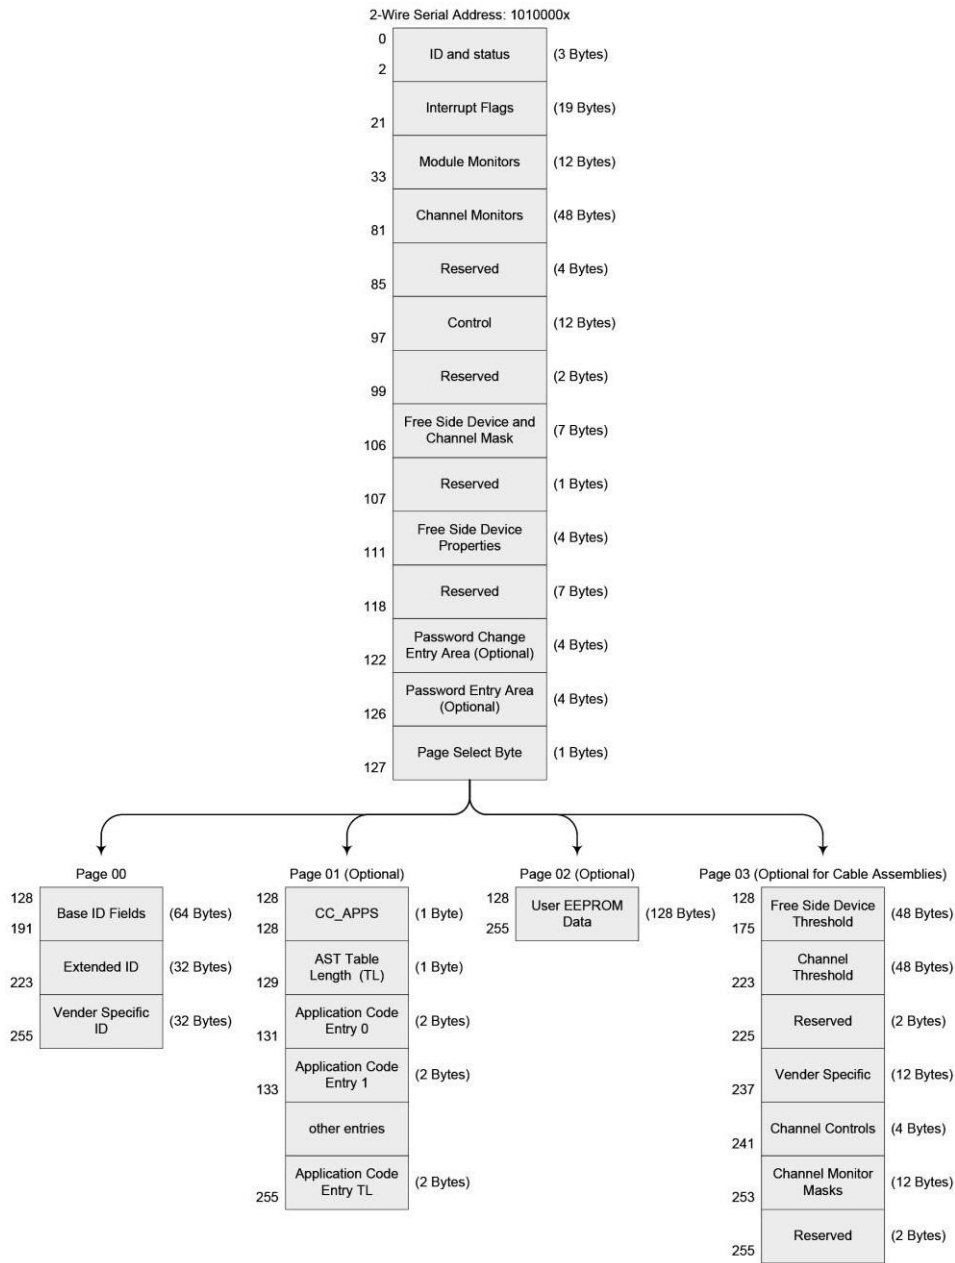 2-Wire Serial Address: 1010000x
0
ID and status (3 Bytes)
2
Interrupt Flags (19 Bytes)
21
Module Monitors (12 Bytes)
33
Channel Monitors (48 Bytes)
81
Reserved (4 Bytes)
85
Control (12 Bytes)
97
Reserved (2 Bytes)
99
Free Side Device and
Channel Mask (7 Bytes)
106
Reserved (1 Bytes)
107
Free Side Device
Properties (4 Bytes)
111
Reserved (7 Bytes)
118
Password Change
Entry Area (Optional) (4 Bytes)
122
Password Entry Area
(Optional) (4 Bytes)
126
Page Select Byte (1 Bytes)
127
Page 00
128
Base ID Fields (64 Bytes)
191
Extended ID (32 Bytes)
223
Vender Specific
ID (32 Bytes)
255
Page 01 (Optional)
128
CC_APPS (1 Byte)
128
AST Table
Length (TL) (1 Byte)
129
Application Code
Entry 0 (2 Bytes)
131
Application Code
Entry 1 (2 Bytes)
133
other entries
Application Code
Entry TL (2 Bytes)
255
Page 02 (Optional)
128
User EEPROM
Data (128 Bytes)
255
Page 03 (Optional for Cable Assemblies)
128
Free Side Device
Threshold (48 Bytes)
175
Channel
Threshold (48 Bytes)
223
Reserved (2 Bytes)
225
Vender Specific (12 Bytes)
237
Channel Controls (4 Bytes)
241
Channel Monitor
Masks (12 Bytes)
253
Reserved (2 Bytes)
255